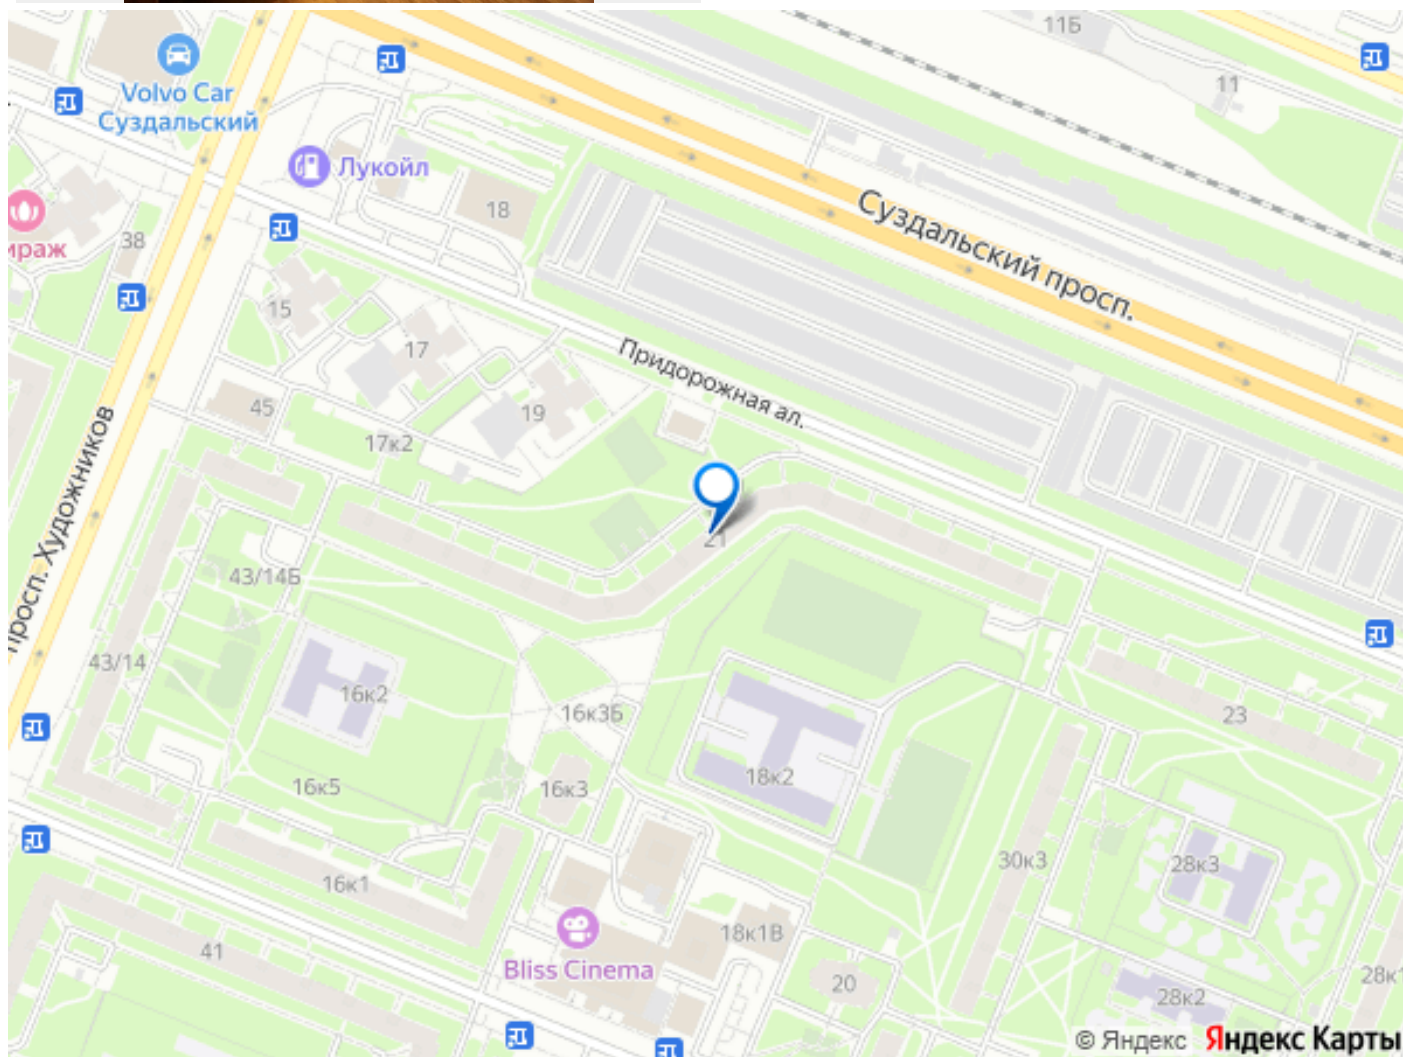 11Б
11
Volvo Car
Суздальский
Лукойл
18
Суздальский просп.
ираж
38
15
17
Придорожная ал.
19
45
17к2
просп. Художников
21
43/14Б
43/14
16к2
16к3Б
23
18к2
16к5
16к3
30к3
28к3
16к1
18к1В
41
Bliss Cinema
20
28к1
28к2
© Яндекс Яндекс Карты